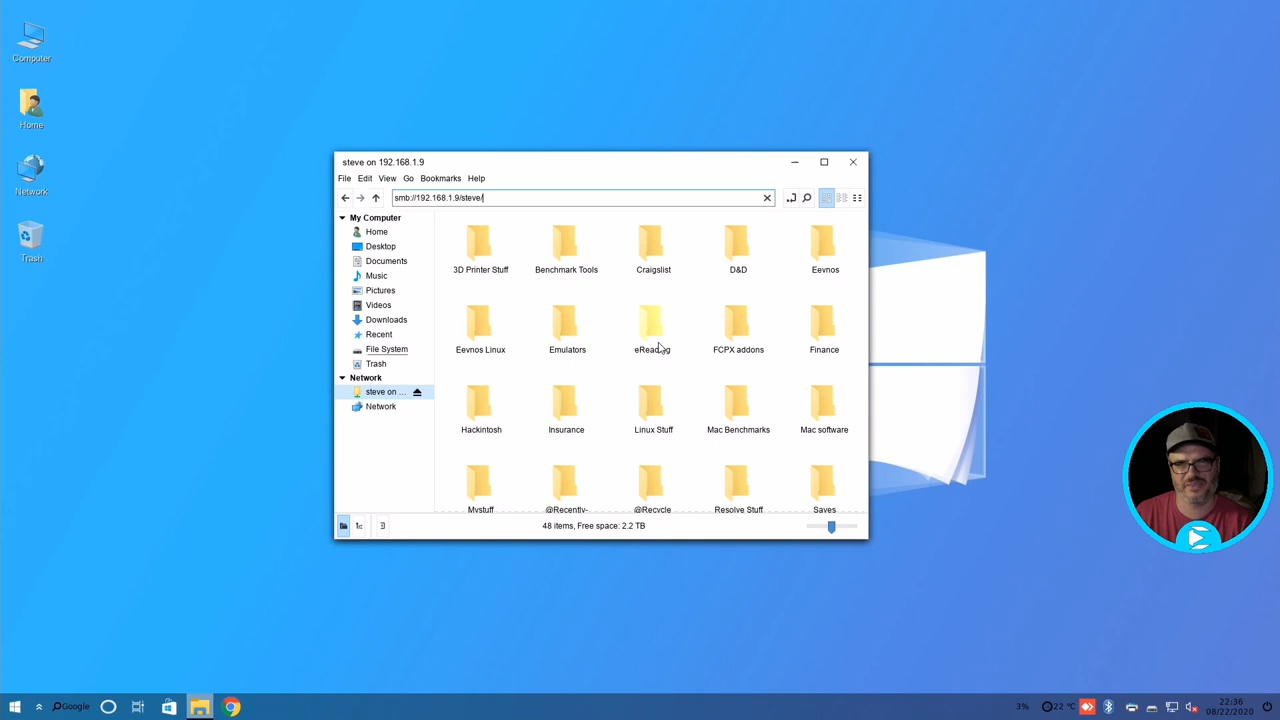 Computer
Home
Network
Trash
steve on 192.168.1.9
File Edit View Go Bookmarks Help
smb://192.168.1.9/steve/
My Computer
Home
Desktop
Documents
Music
Pictures
Videos
Downloads
Recent
File System
Trash
Network
steve on ...
Network
3D Printer Stuff Benchmark Tools Craigslist D&D Eevnos
Eevnos Linux Emulators eReading FCPX addons Finance
Hackintosh Insurance Linux Stuff Mac Benchmarks Mac software
Mystuff @Recently- @Recycle Resolve Stuff Saves
48 items, Free space: 2.2 TB
Google
3% 22 °C
22:36
08/22/2020